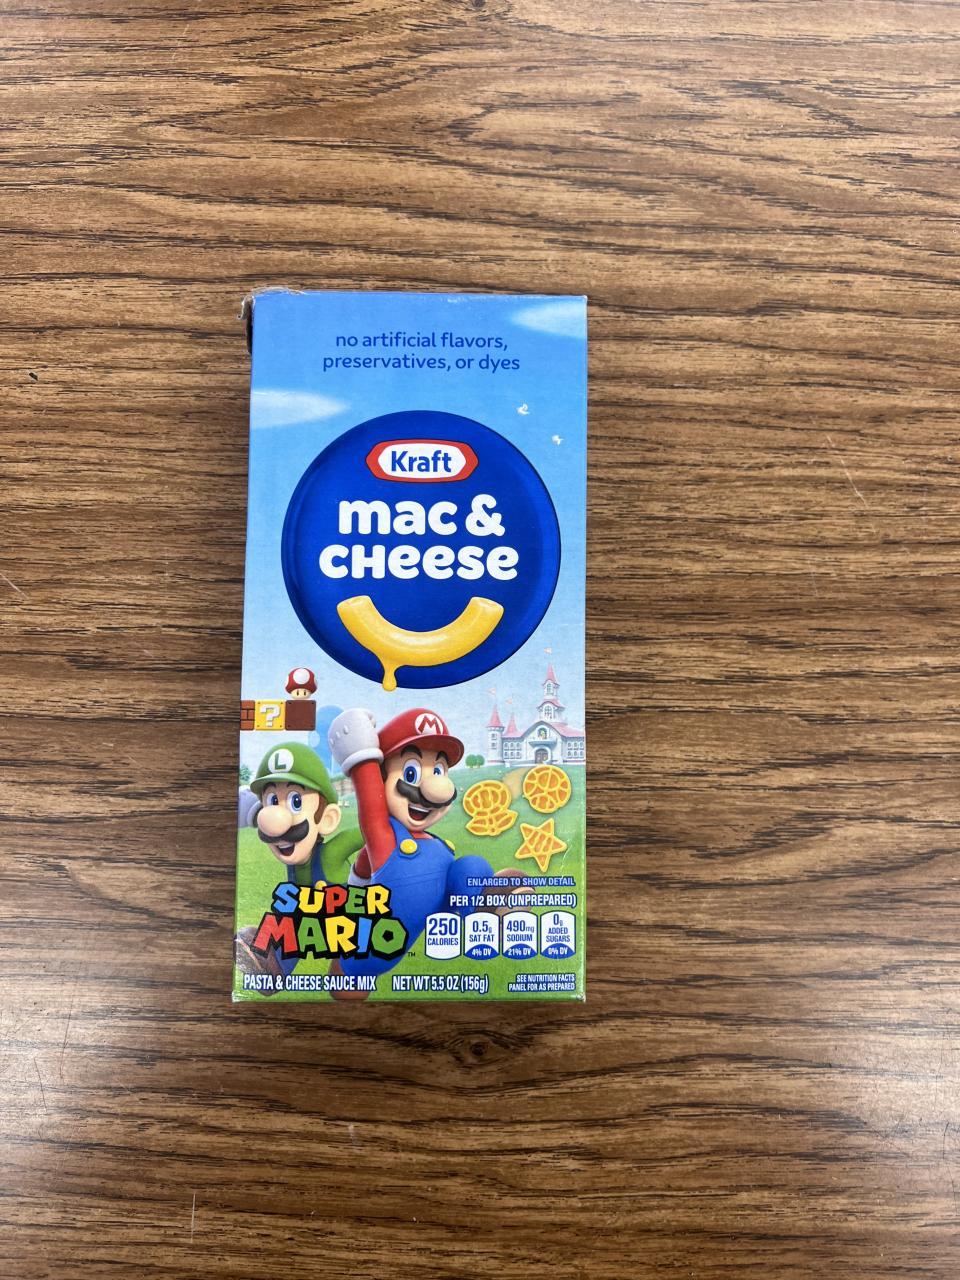 no artificial flavors,
preservatives, or dyes
Kraft
mac &
cHeese
?
L
M
ENLARGED TO SHOW DETAIL
PER 1/2 BOX (UNPREPARED)
250
CALORIES
0.5g
SAT FAT
4% DV
490mg
SODIUM
21% DV
0g
ADDED
SUGARS
0% DV
SUPER
MARIO™
PASTA & CHEESE SAUCE MIX
NET WT 5.5 OZ (156g)
SEE NUTRITION FACTS
PANEL FOR AS PREPARED